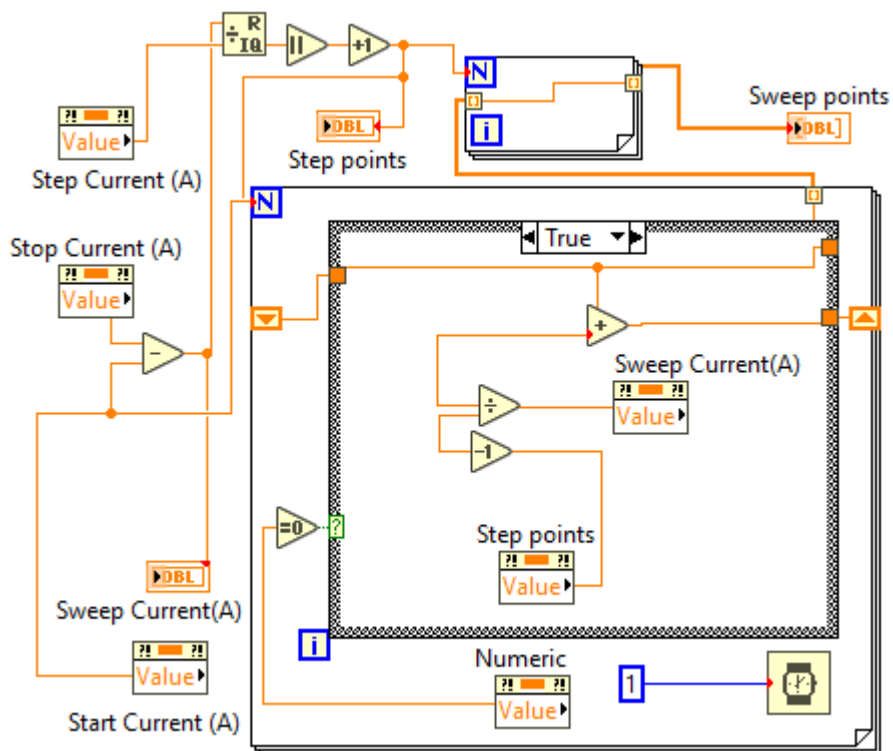 R
IQ
+1
N
i
DBL
Step points
Sweep points
[DBL]
?! ?!
Value
Step Current (A)
N
True
Stop Current (A)
?! ?!
Value
-
+
Sweep Current(A)
?! ?!
Value
÷
-1
=0
?
Step points
?! ?!
Value
DBL
Sweep Current(A)
i
?! ?!
Value
Start Current (A)
Numeric
?! ?!
Value
1